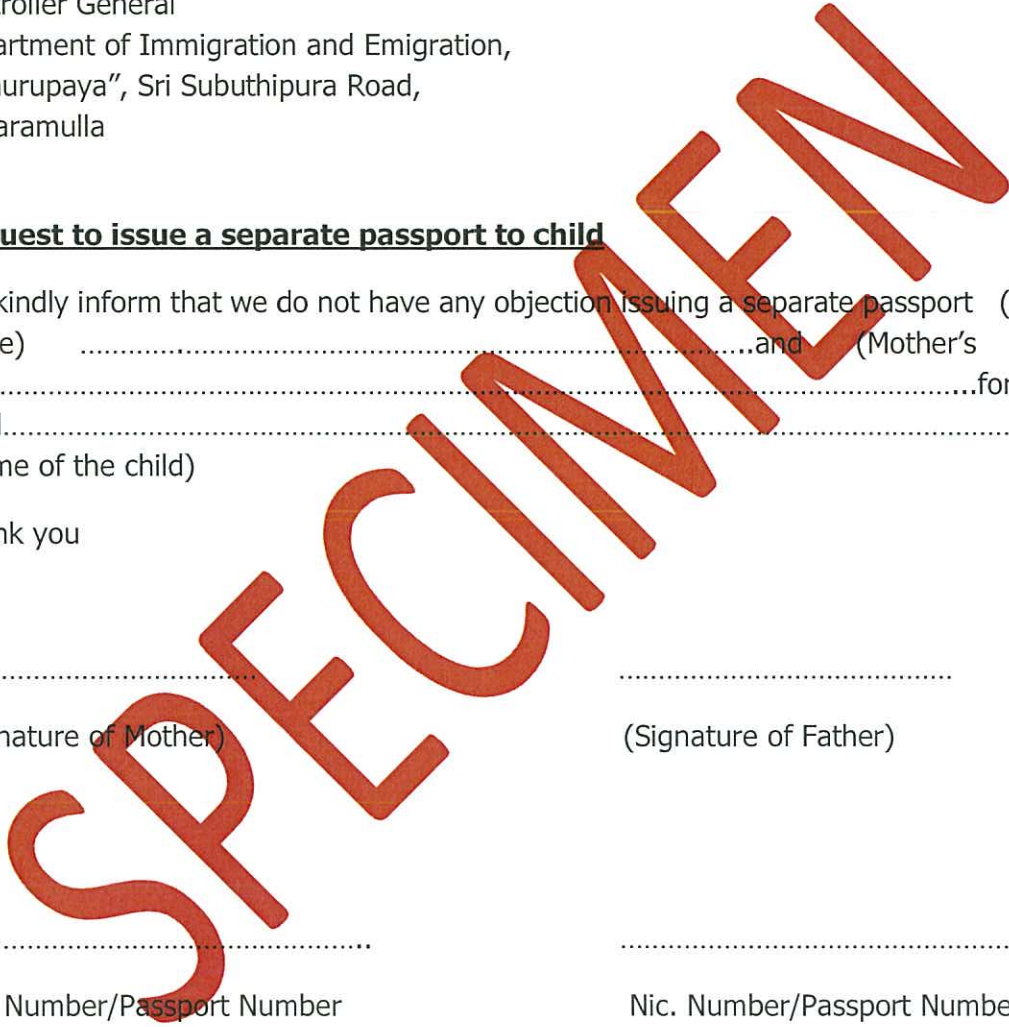 troller General
artment of Immigration and Emigration,
urupaya”, Sri Subuthipura Road,
aramulla
uest to issue a separate passport to child
kindly inform that we do not have any objection issuing a separate passport (
e) ........................................................................and (Mother’s
..........................................................................................................for
..........................................................................................................
me of the child)
nk you
.................................... ..........................................
nature of Mother) (Signature of Father)
............................................... ..................................................
Number/Passport Number Nic. Number/Passport Numbe
SPECIMEN